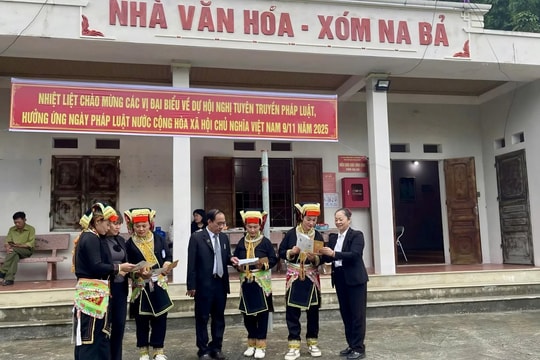 NHÀ VĂN HÓA - XÓM NA BẢ
NHIỆT LIỆT CHÀO MỪNG CÁC VỊ ĐẠI BIỂU VỀ DỰ HỘI NGHỊ TUYÊN TRUYỀN PHÁP LUẬT,
HƯỞNG ỨNG NGÀY PHÁP LUẬT NƯỚC CỘNG HÒA XÃ HỘI CHỦ NGHĨA VIỆT NAM 9/11 NĂM 2025